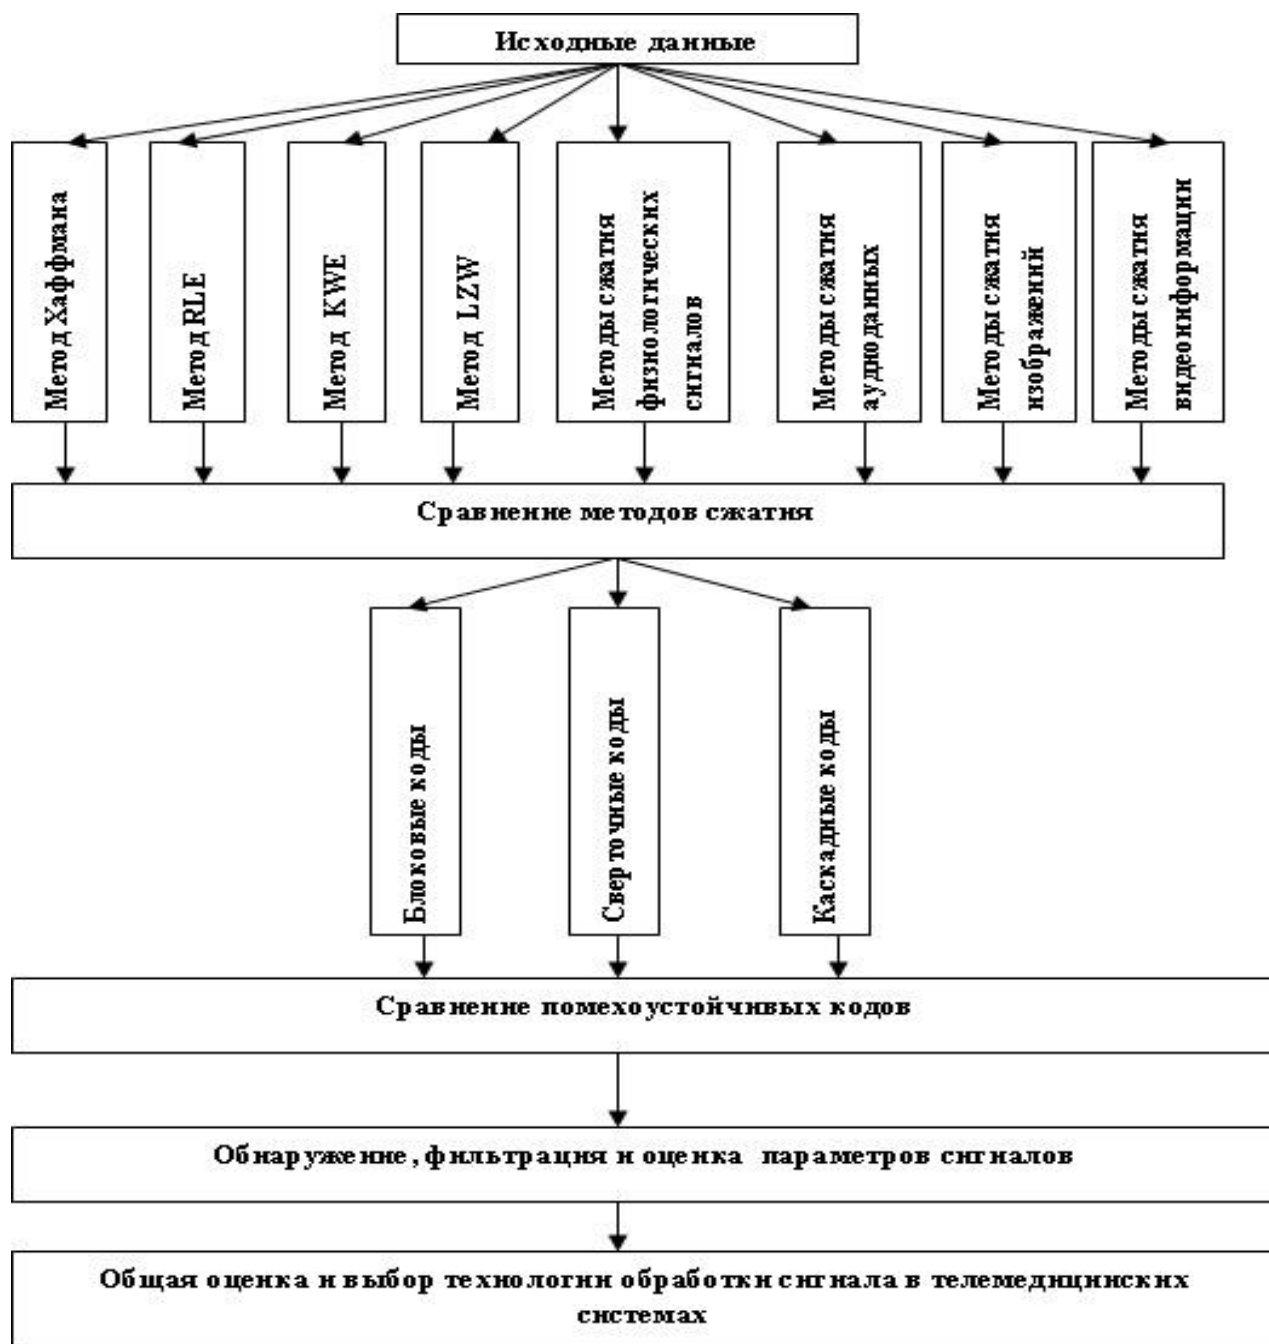 Исходные данные
Метод Хаффмана
Метод RLE
Метод KWE
Метод LZW
Методы сжатия
физиологических
сигналов
Методы сжатия
аудиоданных
Методы сжатия
изображений
Методы сжатия
видеоинформации
Сравнение методов сжатия
Блоковые коды
Сверточные коды
Каскадные коды
Сравнение помехоустойчивых кодов
Обнаружение, фильтрация и оценка параметров сигналов
Общая оценка и выбор технологии обработки сигнала в телемедицинских
системах